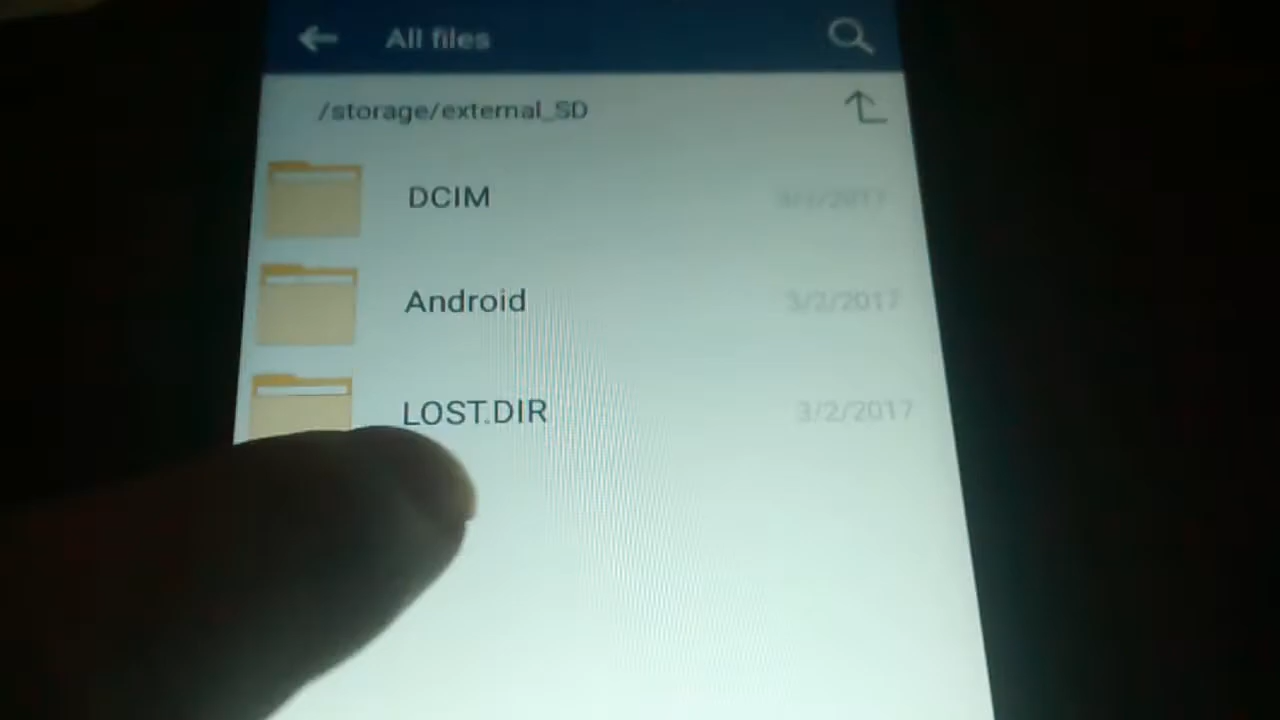 All files
/storage/external_SD
DCIM
Android 3/2/2017
LOST.DIR 3/2/2017